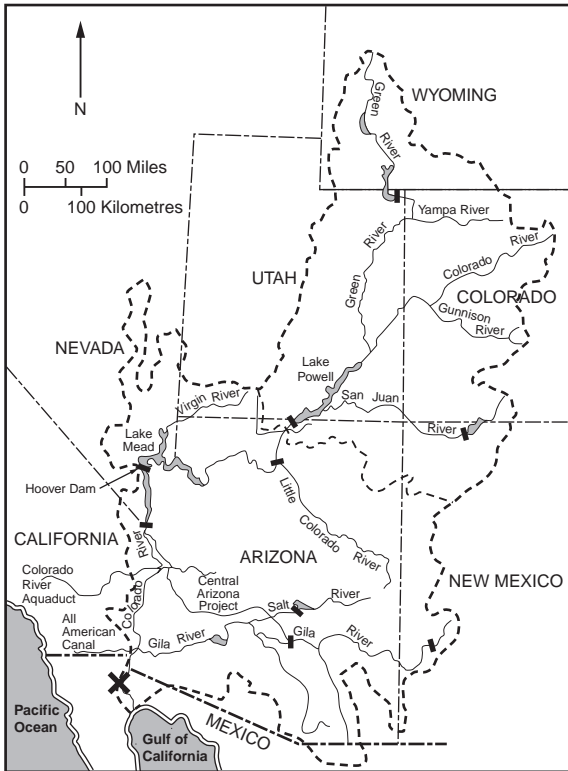 N
0 50 100 Miles
0 100 Kilometres
WYOMING
Green
River
Yampa River
River
Green
Colorado
River
COLORADO
Gunnison
River
UTAH
NEVADA
Lake
Powell
San Juan
River
Virgin River
Lake
Mead
Hoover Dam
Little
Colorado
River
CALIFORNIA
River
Colorado
ARIZONA
NEW MEXICO
Colorado
River
Aquaduct
Central
Arizona
Project
Salt
River
All
American
Canal
Gila River
Gila
River
MEXICO
Pacific
Ocean
Gulf of
California